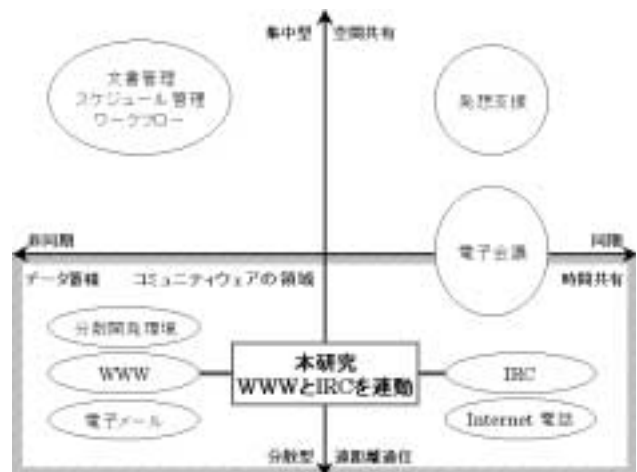 集中型 空間共有
文書管理
スケジュール管理
ワークフロー
発想支援
非同期
電子会議
同期
データ蓄積 コミュニティウェアの領域
時間共有
分散開発環境
WWW
電子メール
本研究
WWWとIRCを連動
IRC
Internet 電話
分散型 遠距離通信